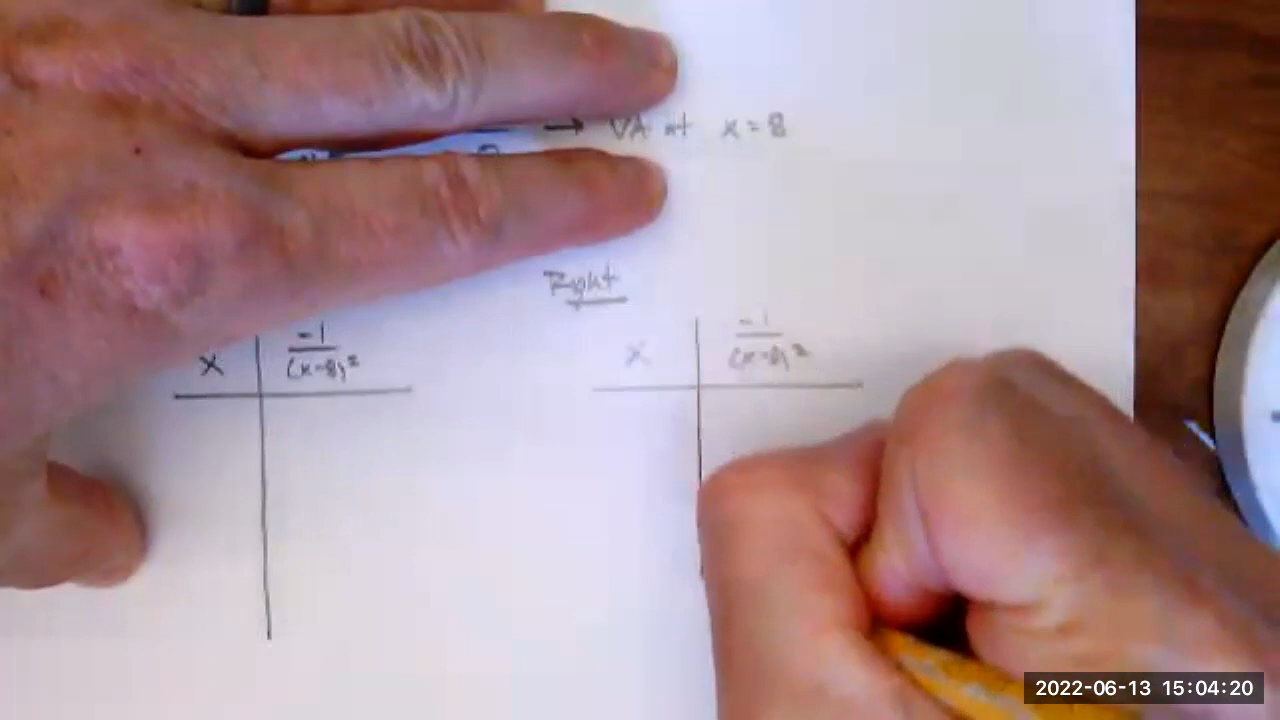 → VA at x = 8
Right
x | -1/(x-8)²
x | -1/(x-8)²
2022-06-13 15:04:20